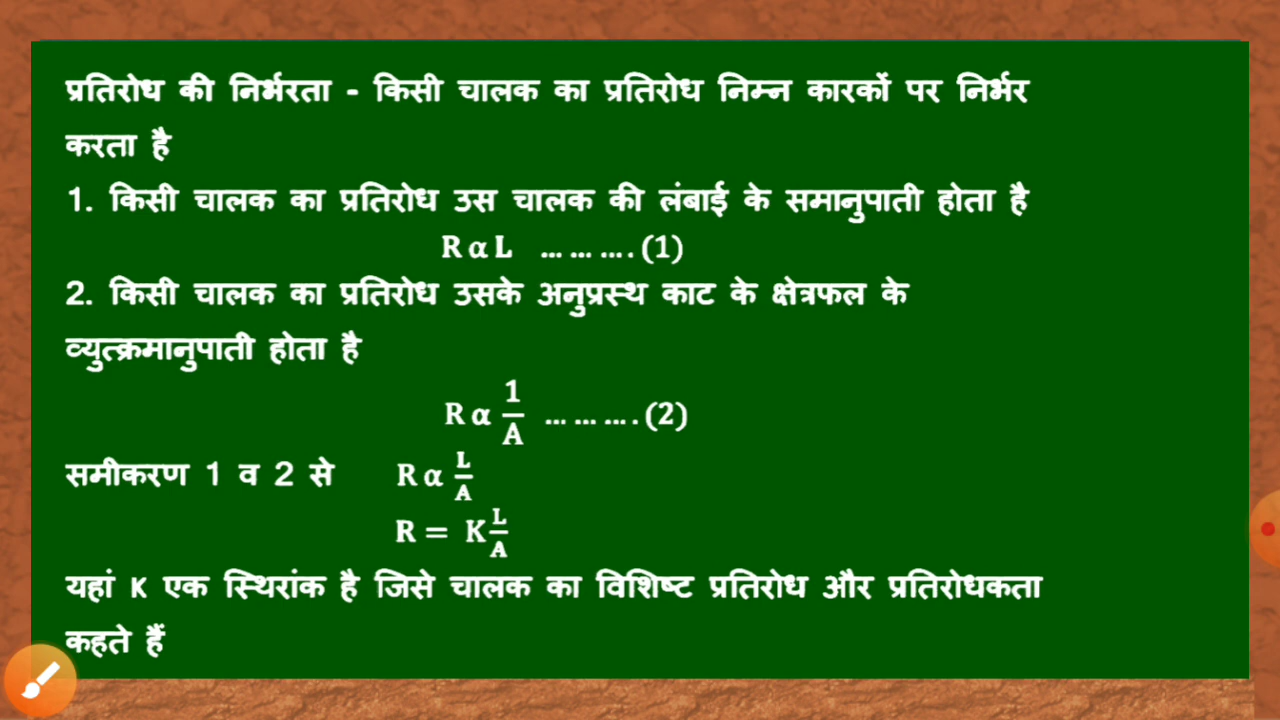 प्रतिरोध की निर्भरता - किसी चालक का प्रतिरोध निम्न कारकों पर निर्भर
करता है
1. किसी चालक का प्रतिरोध उस चालक की लंबाई के समानुपाती होता है
R α L ... ... ... . (1)
2. किसी चालक का प्रतिरोध उसके अनुप्रस्थ काट के क्षेत्रफल के
व्युत्क्रमानुपाती होता है
R α 1/A ... ... ... . (2)
समीकरण 1 व 2 से R α L/A
R = K L/A
यहां K एक स्थिरांक है जिसे चालक का विशिष्ट प्रतिरोध और प्रतिरोधकता
कहते हैं